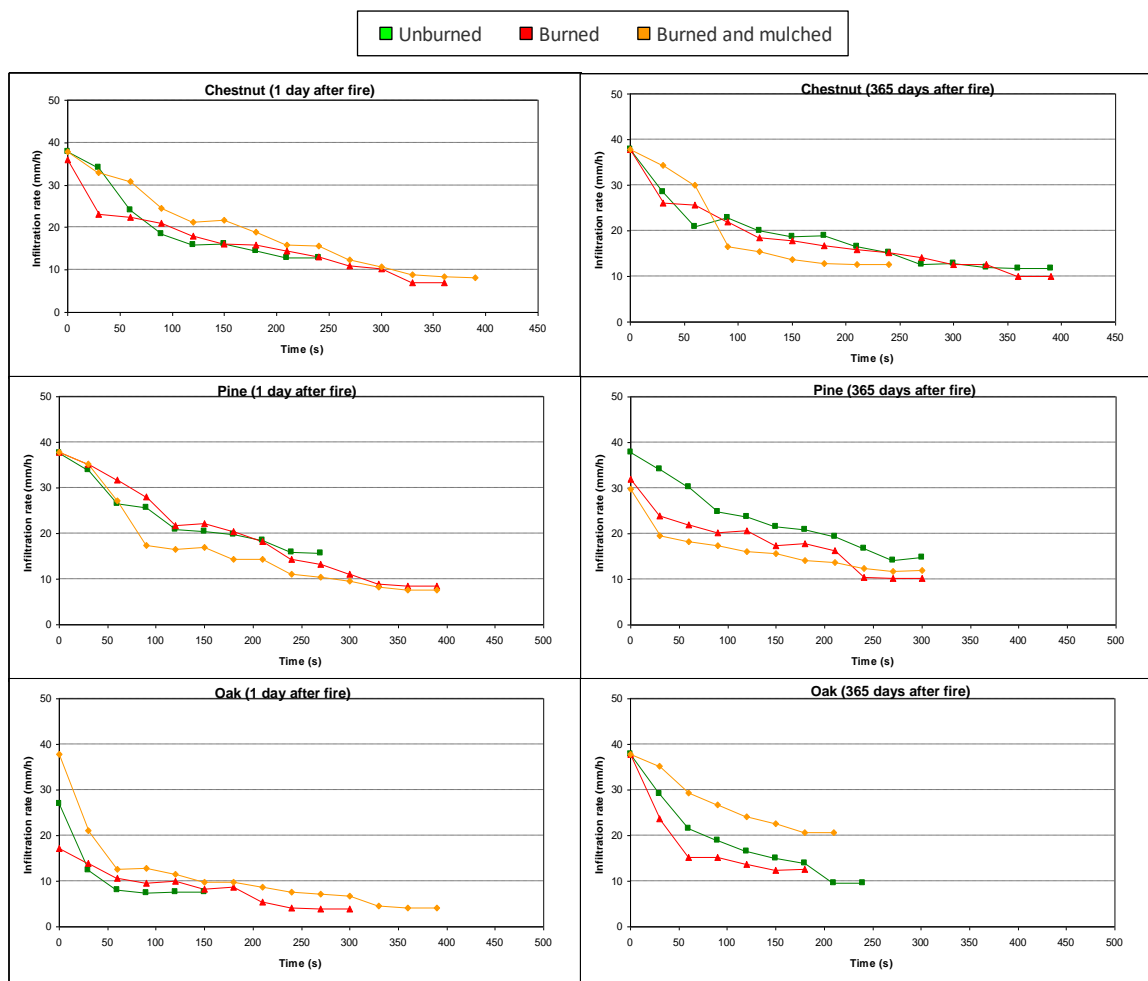 Unburned Burned Burned and mulched
Chestnut (1 day after fire)
Infiltration rate (mm/h)
50
40
30
20
10
0
0 50 100 150 200 250 300 350 400 450
Time (s)
Chestnut (365 days after fire)
Infiltration rate (mm/h)
50
40
30
20
10
0
0 50 100 150 200 250 300 350 400 450
Time (s)
Pine (1 day after fire)
Infiltration rate (mm/h)
50
40
30
20
10
0
0 50 100 150 200 250 300 350 400 450 500
Time (s)
Pine (365 days after fire)
Infiltration rate (mm/h)
50
40
30
20
10
0
0 50 100 150 200 250 300 350 400 450 500
Time (s)
Oak (1 day after fire)
Infiltration rate (mm/h)
50
40
30
20
10
0
0 50 100 150 200 250 300 350 400 450 500
Time (s)
Oak (365 days after fire)
Infiltration rate (mm/h)
50
40
30
20
10
0
0 50 100 150 200 250 300 350 400 450 500
Time (s)